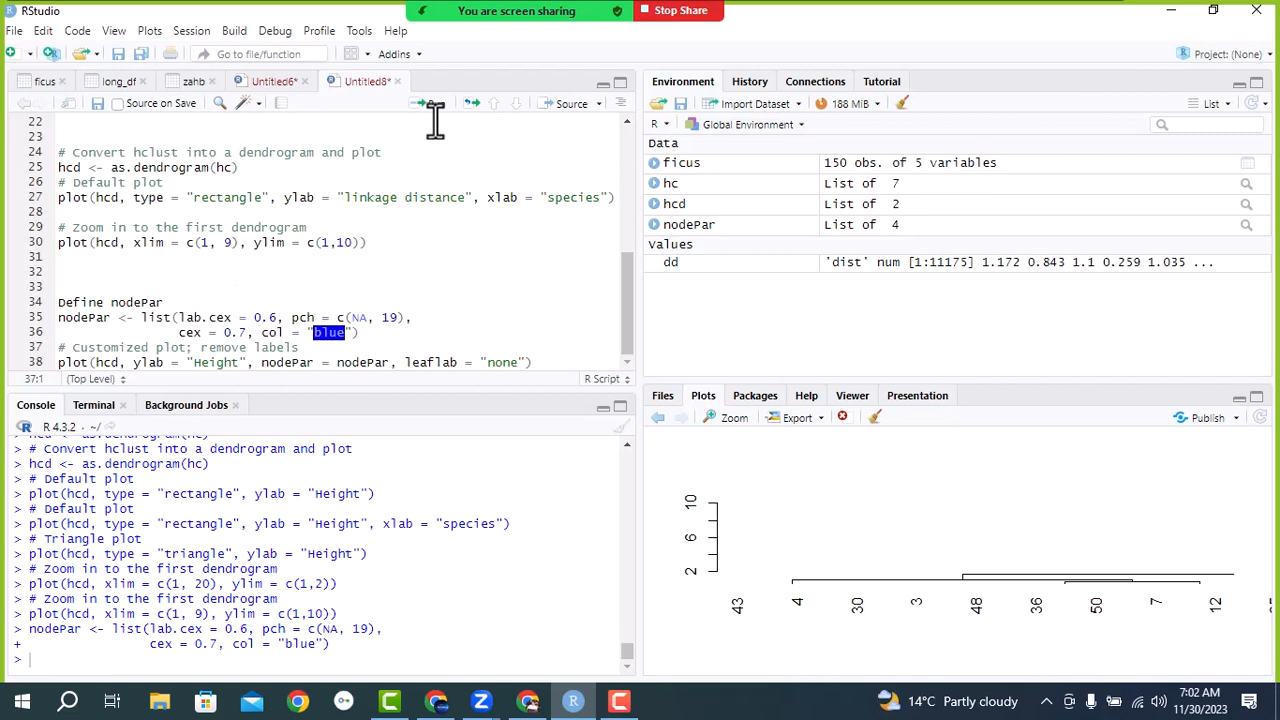 RStudio
You are screen sharing
Stop Share
File Edit Code View Plots Session Build Debug Profile Tools Help
Go to file/function
Addins
Project: (None)
ficus long_df zahb Untitled6* Untitled8*
Source on Save
Source
22
23
24 # Convert hclust into a dendrogram and plot
25 hcd <- as.dendrogram(hc)
26 # Default plot
27 plot(hcd, type = "rectangle", ylab = "linkage distance", xlab = "species")
28
29 # Zoom in to the first dendrogram
30 plot(hcd, xlim = c(1, 9), ylim = c(1,10))
31
32
33
34 Define nodePar
35 nodePar <- list(lab.cex = 0.6, pch = c(NA, 19),
36 cex = 0.7, col = "blue")
37 # Customized plot; remove labels
38 plot(hcd, ylab = "Height", nodePar = nodePar, leaflab = "none")
37:1 (Top Level) R Script
Console Terminal Background Jobs
R 4.3.2 · ~/
> hcd <- as.dendrogram(hc)
> # Convert hclust into a dendrogram and plot
> hcd <- as.dendrogram(hc)
> # Default plot
> plot(hcd, type = "rectangle", ylab = "Height")
> # Default plot
> plot(hcd, type = "rectangle", ylab = "Height", xlab = "species")
> # Triangle plot
> plot(hcd, type = "triangle", ylab = "Height")
> # Zoom in to the first dendrogram
> plot(hcd, xlim = c(1, 20), ylim = c(1,2))
> # Zoom in to the first dendrogram
> plot(hcd, xlim = c(1, 9), ylim = c(1,10))
> nodePar <- list(lab.cex = 0.6, pch = c(NA, 19),
+ cex = 0.7, col = "blue")
>
Environment History Connections Tutorial
Import Dataset 188 MiB List
R Global Environment
Data
ficus 150 obs. of 5 variables
hc List of 7
hcd List of 2
nodePar List of 4
Values
dd 'dist' num [1:11175] 1.172 0.843 1.1 0.259 1.035 ...
Files Plots Packages Help Viewer Presentation
Zoom Export Publish
10
6
2
43 4 30 3 48 36 50 7 12
14°C Partly cloudy
7:02 AM
11/30/2023